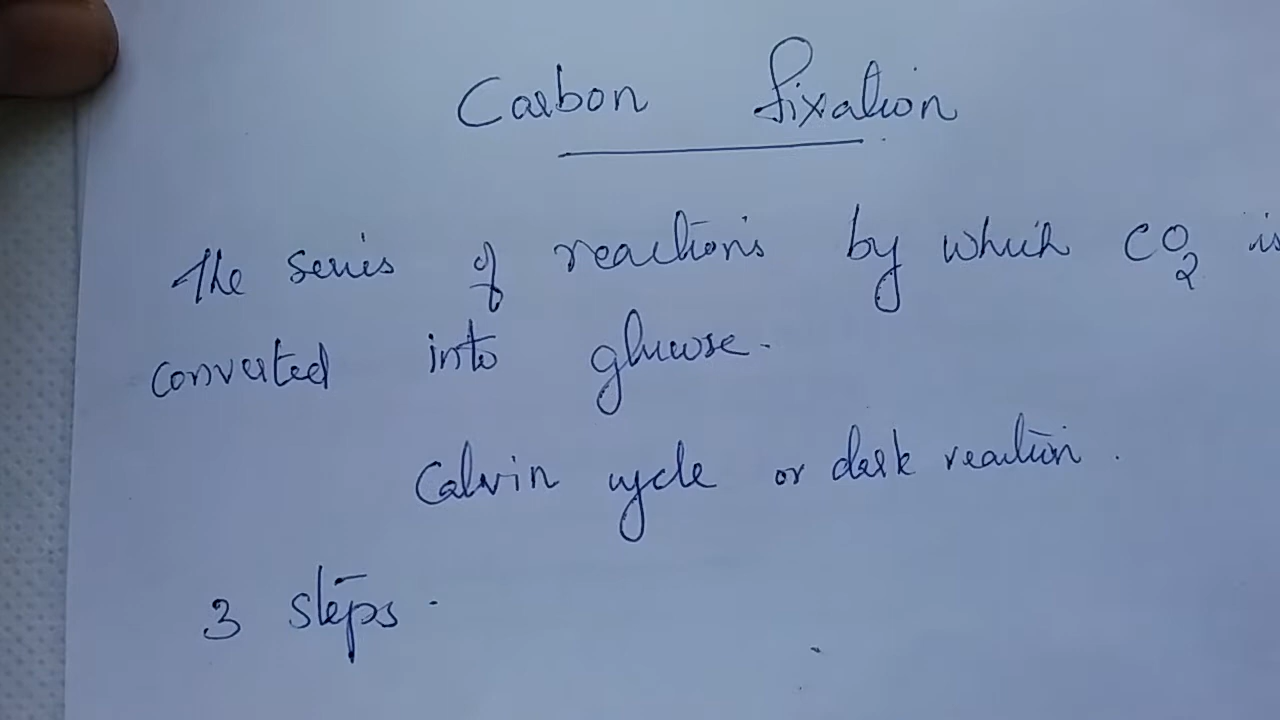 Carbon fixation
The series of reactions by which CO₂ is
converted into glucose.
Calvin cycle or dark reaction.
3 steps.